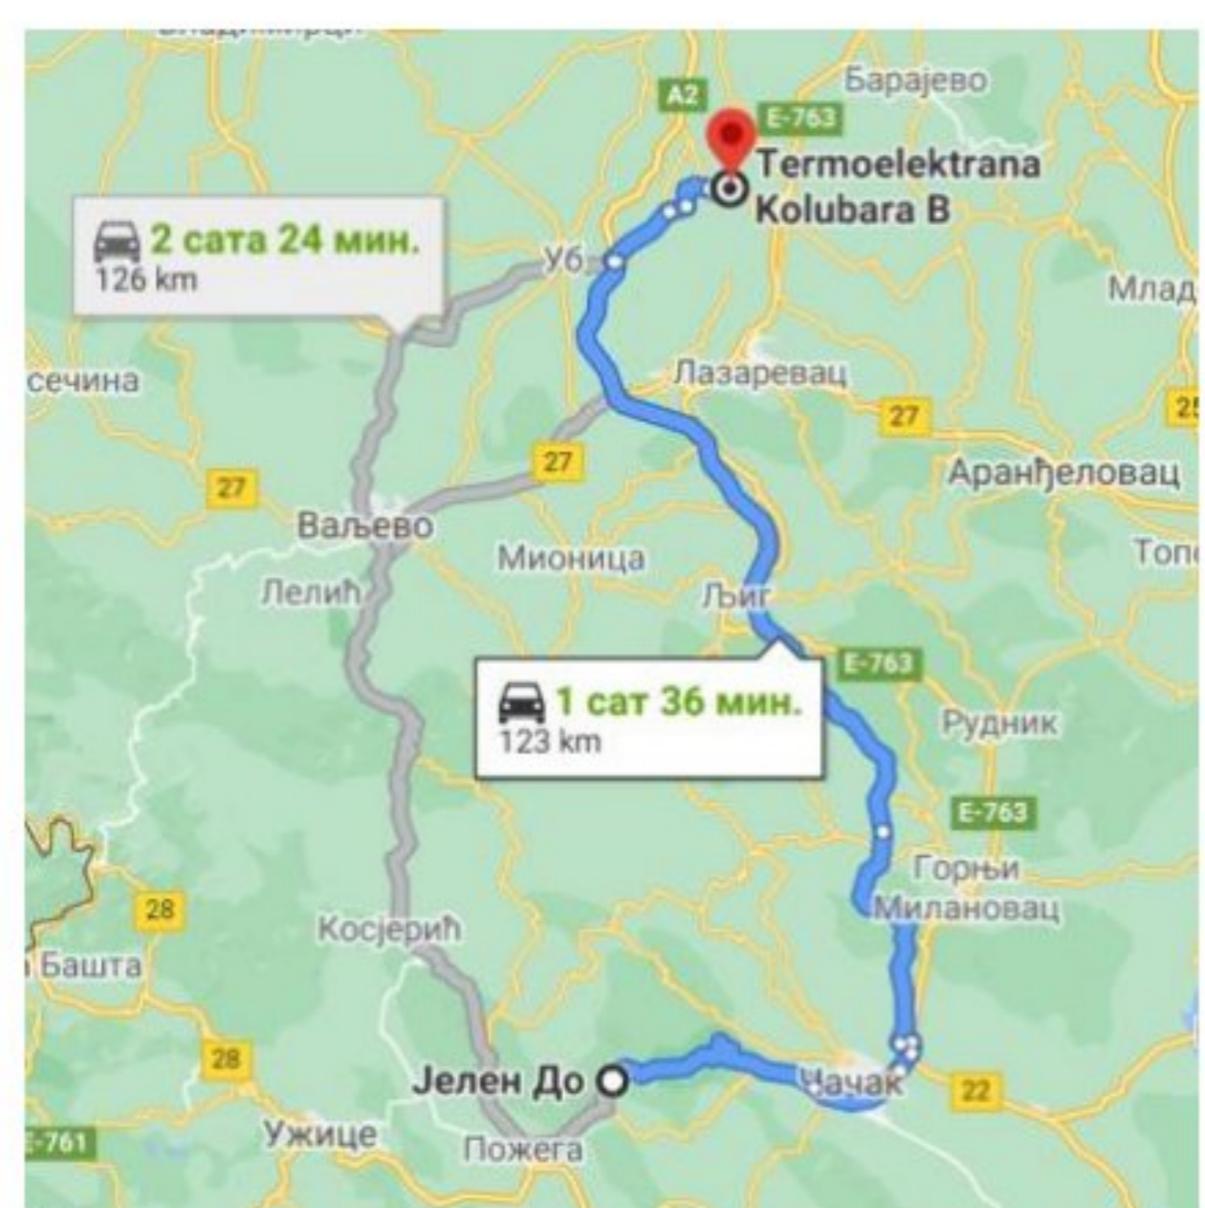 A2
Барајево
E-763
Termoelektrana
Kolubara B
2 сата 24 мин.
126 km
Уб
Млад
сечина
Лазаревац
27
25
27
27
Аранђеловац
Ваљево
Мионица
Топо
Лелић
Љиг
E-763
1 сат 36 мин.
123 km
Рудник
E-763
Горњи
Милановац
28
Косјерић
Башта
28
Јелен До
Чачак
22
Ужице
E-761
Пожега